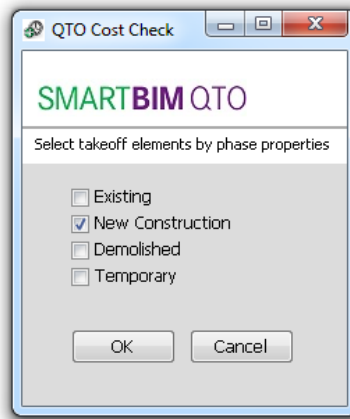 QTO Cost Check
SMARTBIM QTO
Select takeoff elements by phase properties
Existing
New Construction
Demolished
Temporary
OK Cancel